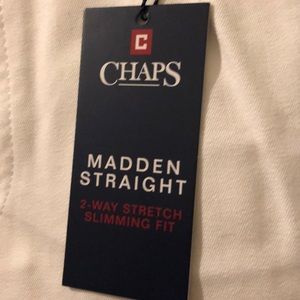 C
CHAPS
MADDEN
STRAIGHT
2-WAY STRETCH
SLIMMING FIT